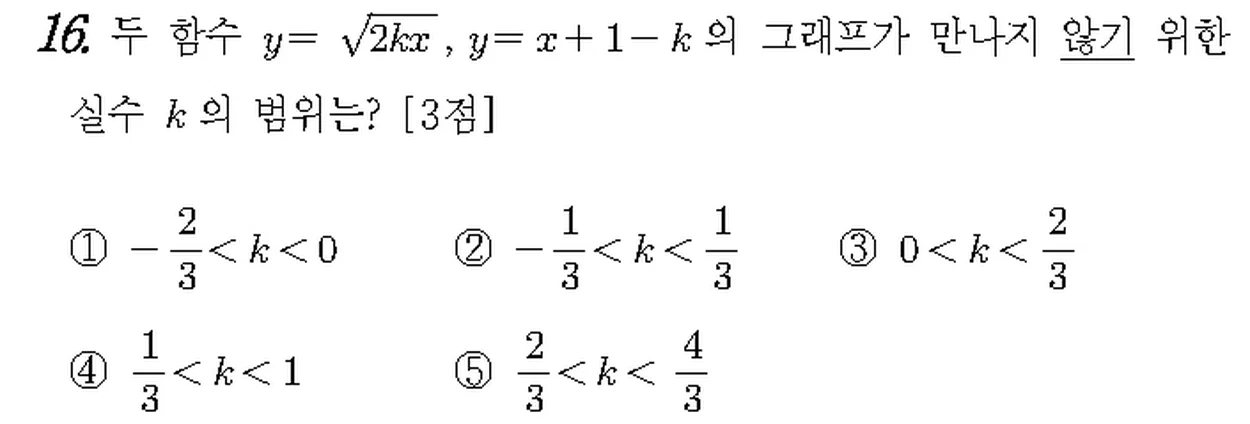 16. 두 함수 y= √2kx , y= x+1-k 의 그래프가 만나지 않기 위한
실수 k 의 범위는? [3점]
① -2/3 < k < 0 ② -1/3 < k < 1/3 ③ 0 < k < 2/3
④ 1/3 < k < 1 ⑤ 2/3 < k < 4/3